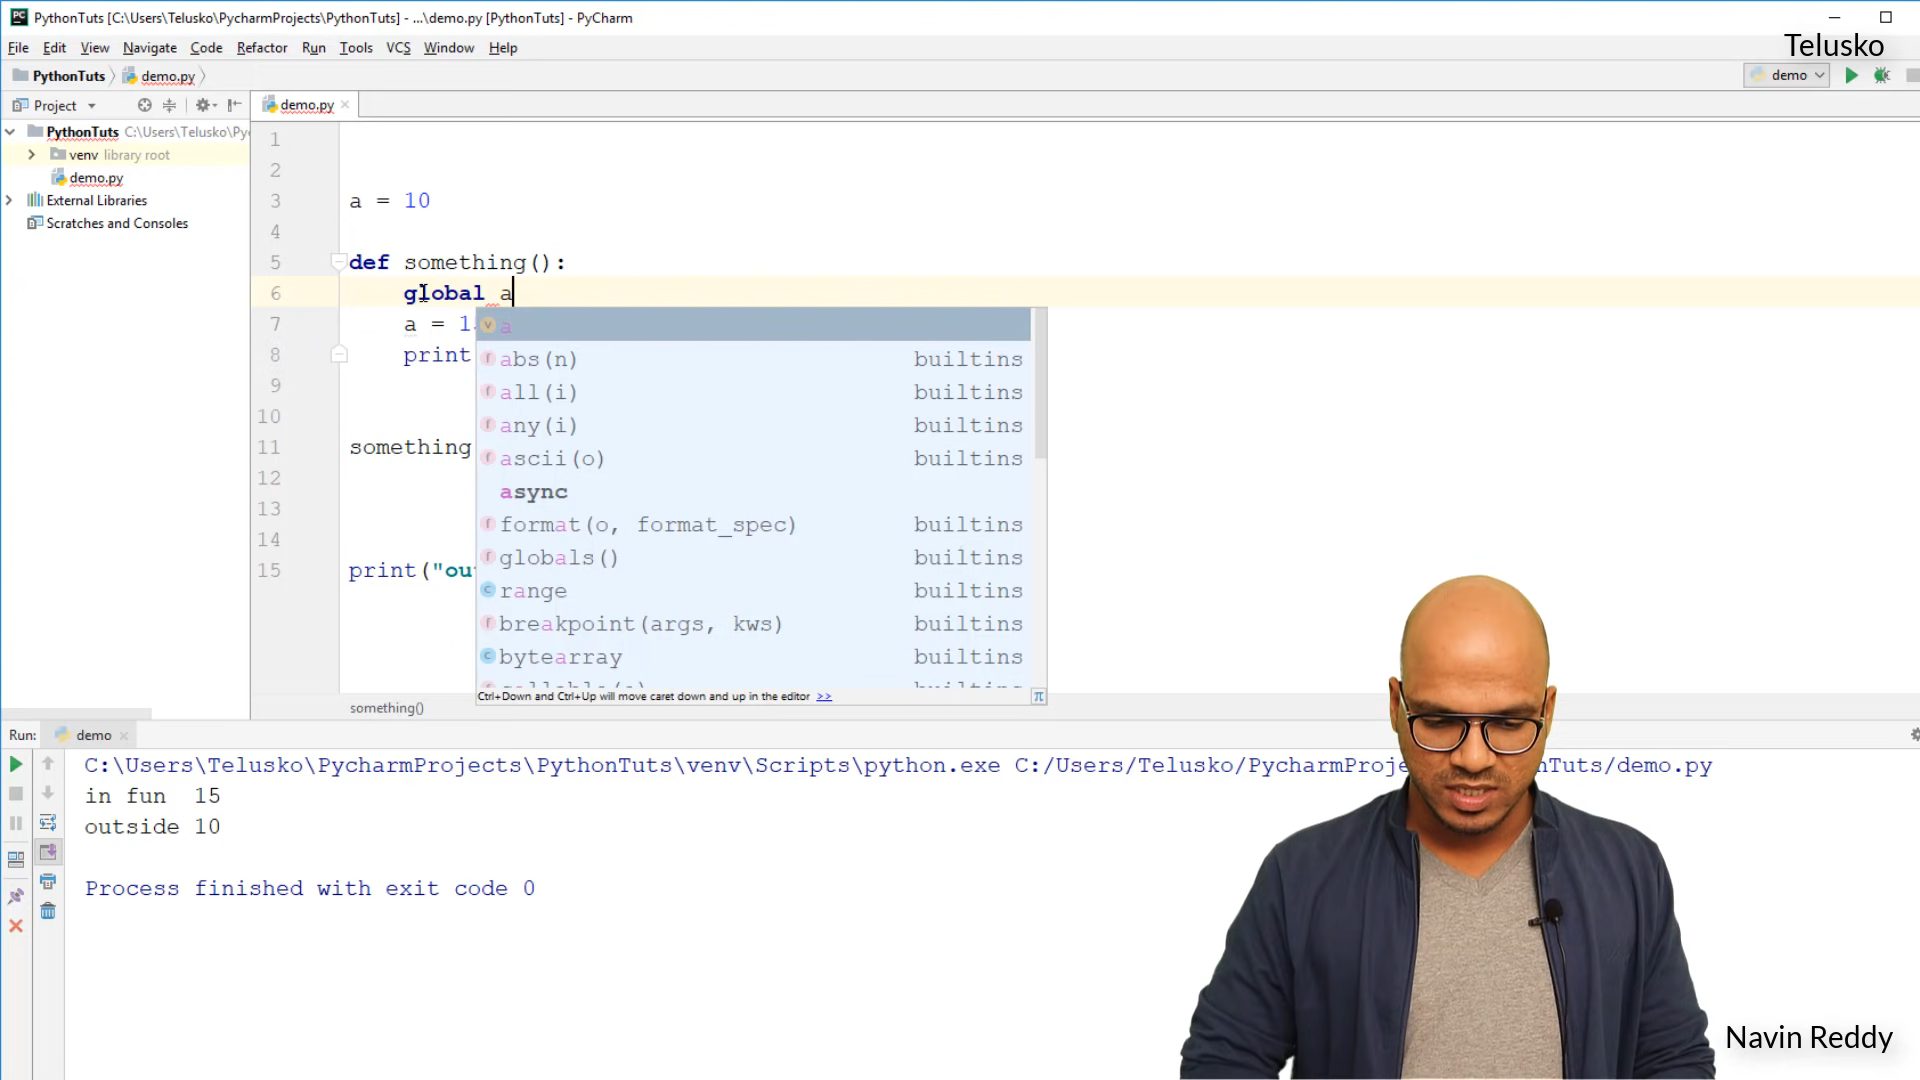 PythonTuts [C:\Users\Telusko\PycharmProjects\PythonTuts] - ...\demo.py [PythonTuts] - PyCharm
Telusko
File Edit View Navigate Code Refactor Run Tools VCS Window Help
PythonTuts demo.py
demo
Project
demo.py
PythonTuts C:\Users\Telusko\Py
venv library root
demo.py
External Libraries
Scratches and Consoles
1
2
3 a = 10
4
5 def something():
6 global a
7 a = 1
8 print
9
10
11 something
12
13
14
15 print("ou
a
abs(n) builtins
all(i) builtins
any(i) builtins
ascii(o) builtins
async
format(o, format_spec) builtins
globals() builtins
range builtins
breakpoint(args, kws) builtins
bytearray builtins
Ctrl+Down and Ctrl+Up will move caret down and up in the editor >>
π
something()
Run: demo
C:\Users\Telusko\PycharmProjects\PythonTuts\venv\Scripts\python.exe C:/Users/Telusko/PycharmProje nTuts/demo.py
in fun 15
outside 10
Process finished with exit code 0
Navin Reddy